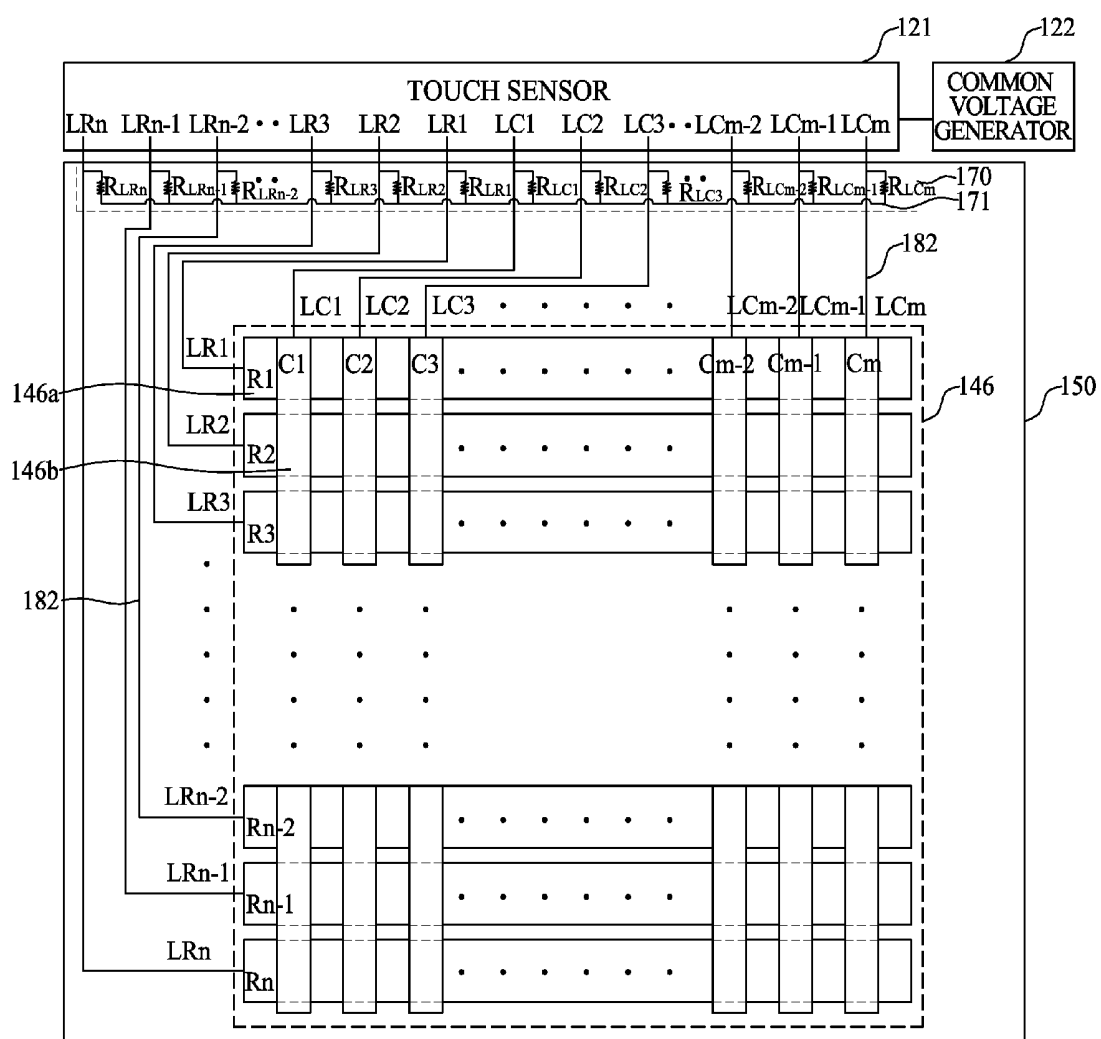 121
122
TOUCH SENSOR
COMMON
VOLTAGE
GENERATOR
LRn LRn-1 LRn-2 ·· LR3 LR2 LR1 LC1 LC2 LC3 ·· LCm-2 LCm-1 LCm
RLRn RLRn-1 RLRn-2 ·· RLR3 RLR2 RLR1 RLC1 RLC2 RLC3 ·· RLCm-2 RLCm-1 RLCm 170
171
182
LC1 LC2 LC3 · · · · · LCm-2 LCm-1 LCm
LR1
C1 C2 C3 · · · · · · Cm-2 Cm-1 Cm
R1
146a
146
150
LR2
R2 · · · · · ·
146b
LR3
R3 · · · · · ·
182
LRn-2
Rn-2 · · · · · ·
LRn-1
Rn-1 · · · · · ·
LRn
Rn · · · · · ·